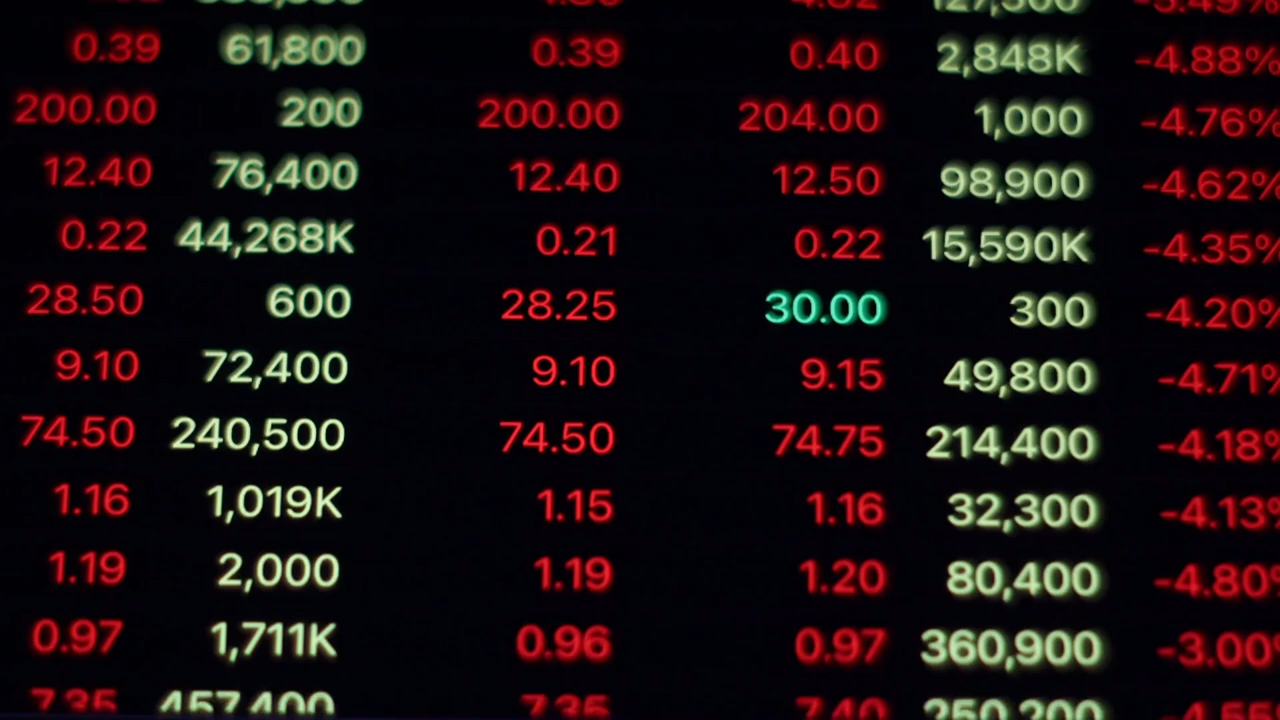 0.39 61,800 0.39 0.40 2,848K -4.88%
200.00 200 200.00 204.00 1,000 -4.76%
12.40 76,400 12.40 12.50 98,900 -4.62%
0.22 44,268K 0.21 0.22 15,590K -4.35%
28.50 600 28.25 30.00 300 -4.20%
9.10 72,400 9.10 9.15 49,800 -4.71%
74.50 240,500 74.50 74.75 214,400 -4.18%
1.16 1,019K 1.15 1.16 32,300 -4.13%
1.19 2,000 1.19 1.20 80,400 -4.80%
0.97 1,711K 0.96 0.97 360,900 -3.00%
7.35 457,400 7.35 7.40 250,200